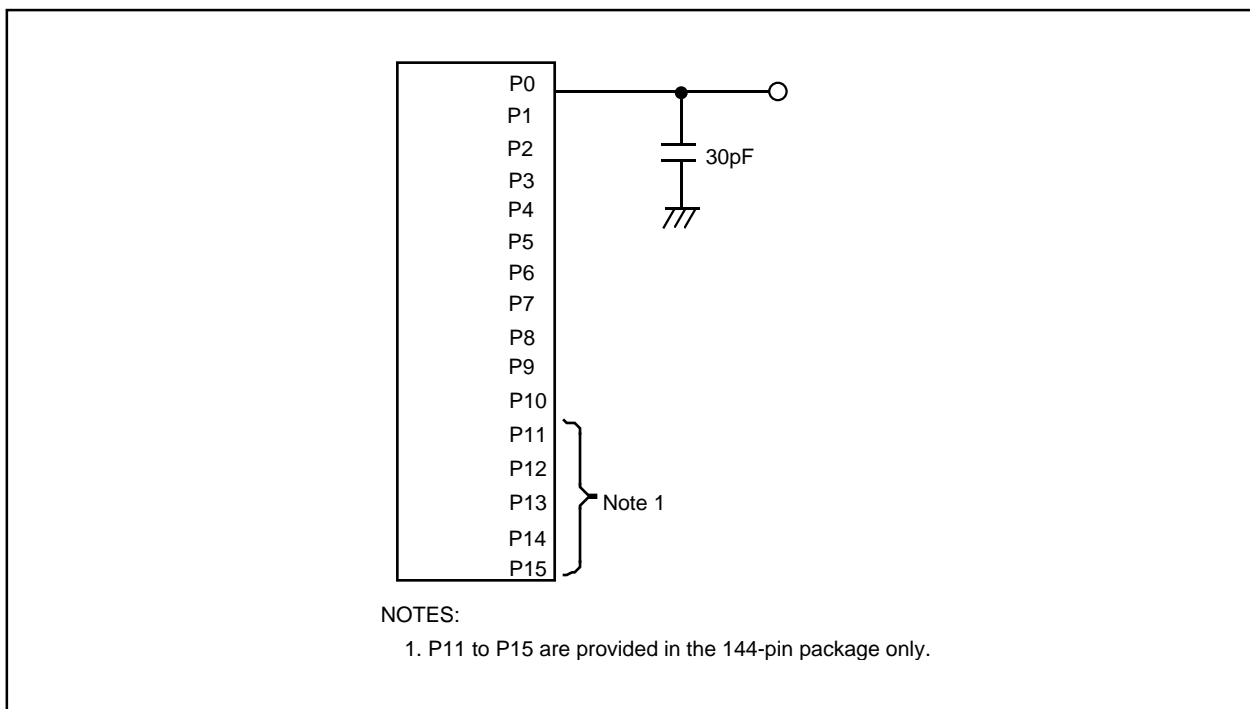 P0
P1
P2
30pF
P3
P4
P5
P6
P7
P8
P9
P10
P11
P12
P13
Note 1
P14
P15
NOTES:
1. P11 to P15 are provided in the 144-pin package only.